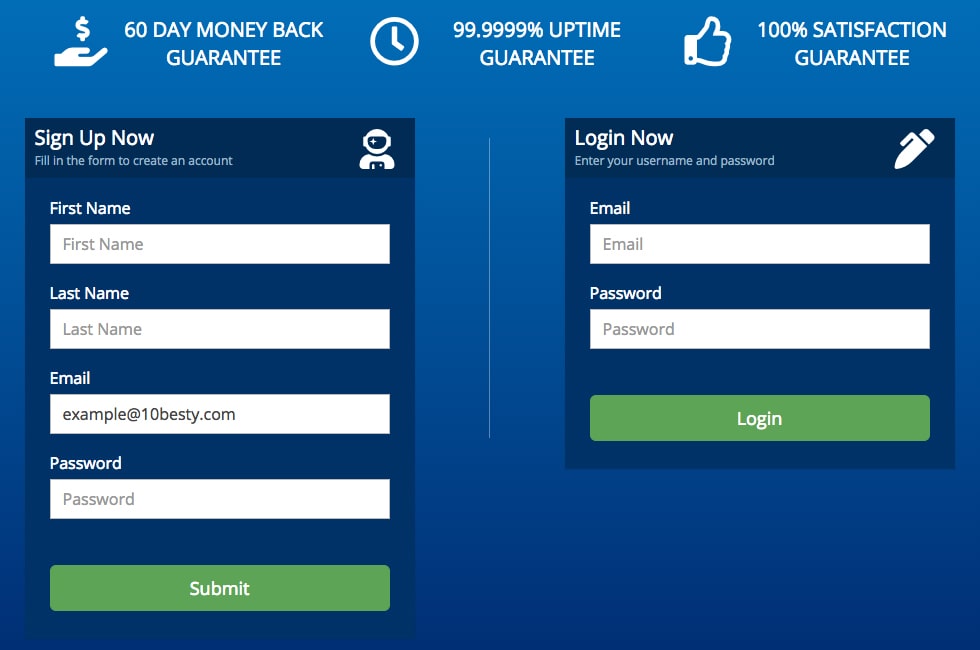 60 DAY MONEY BACK
GUARANTEE
99.9999% UPTIME
GUARANTEE
100% SATISFACTION
GUARANTEE
Sign Up Now
Fill in the form to create an account
First Name
First Name
Last Name
Last Name
Email
example@10besty.com
Password
Password
Submit
Login Now
Enter your username and password
Email
Email
Password
Password
Login